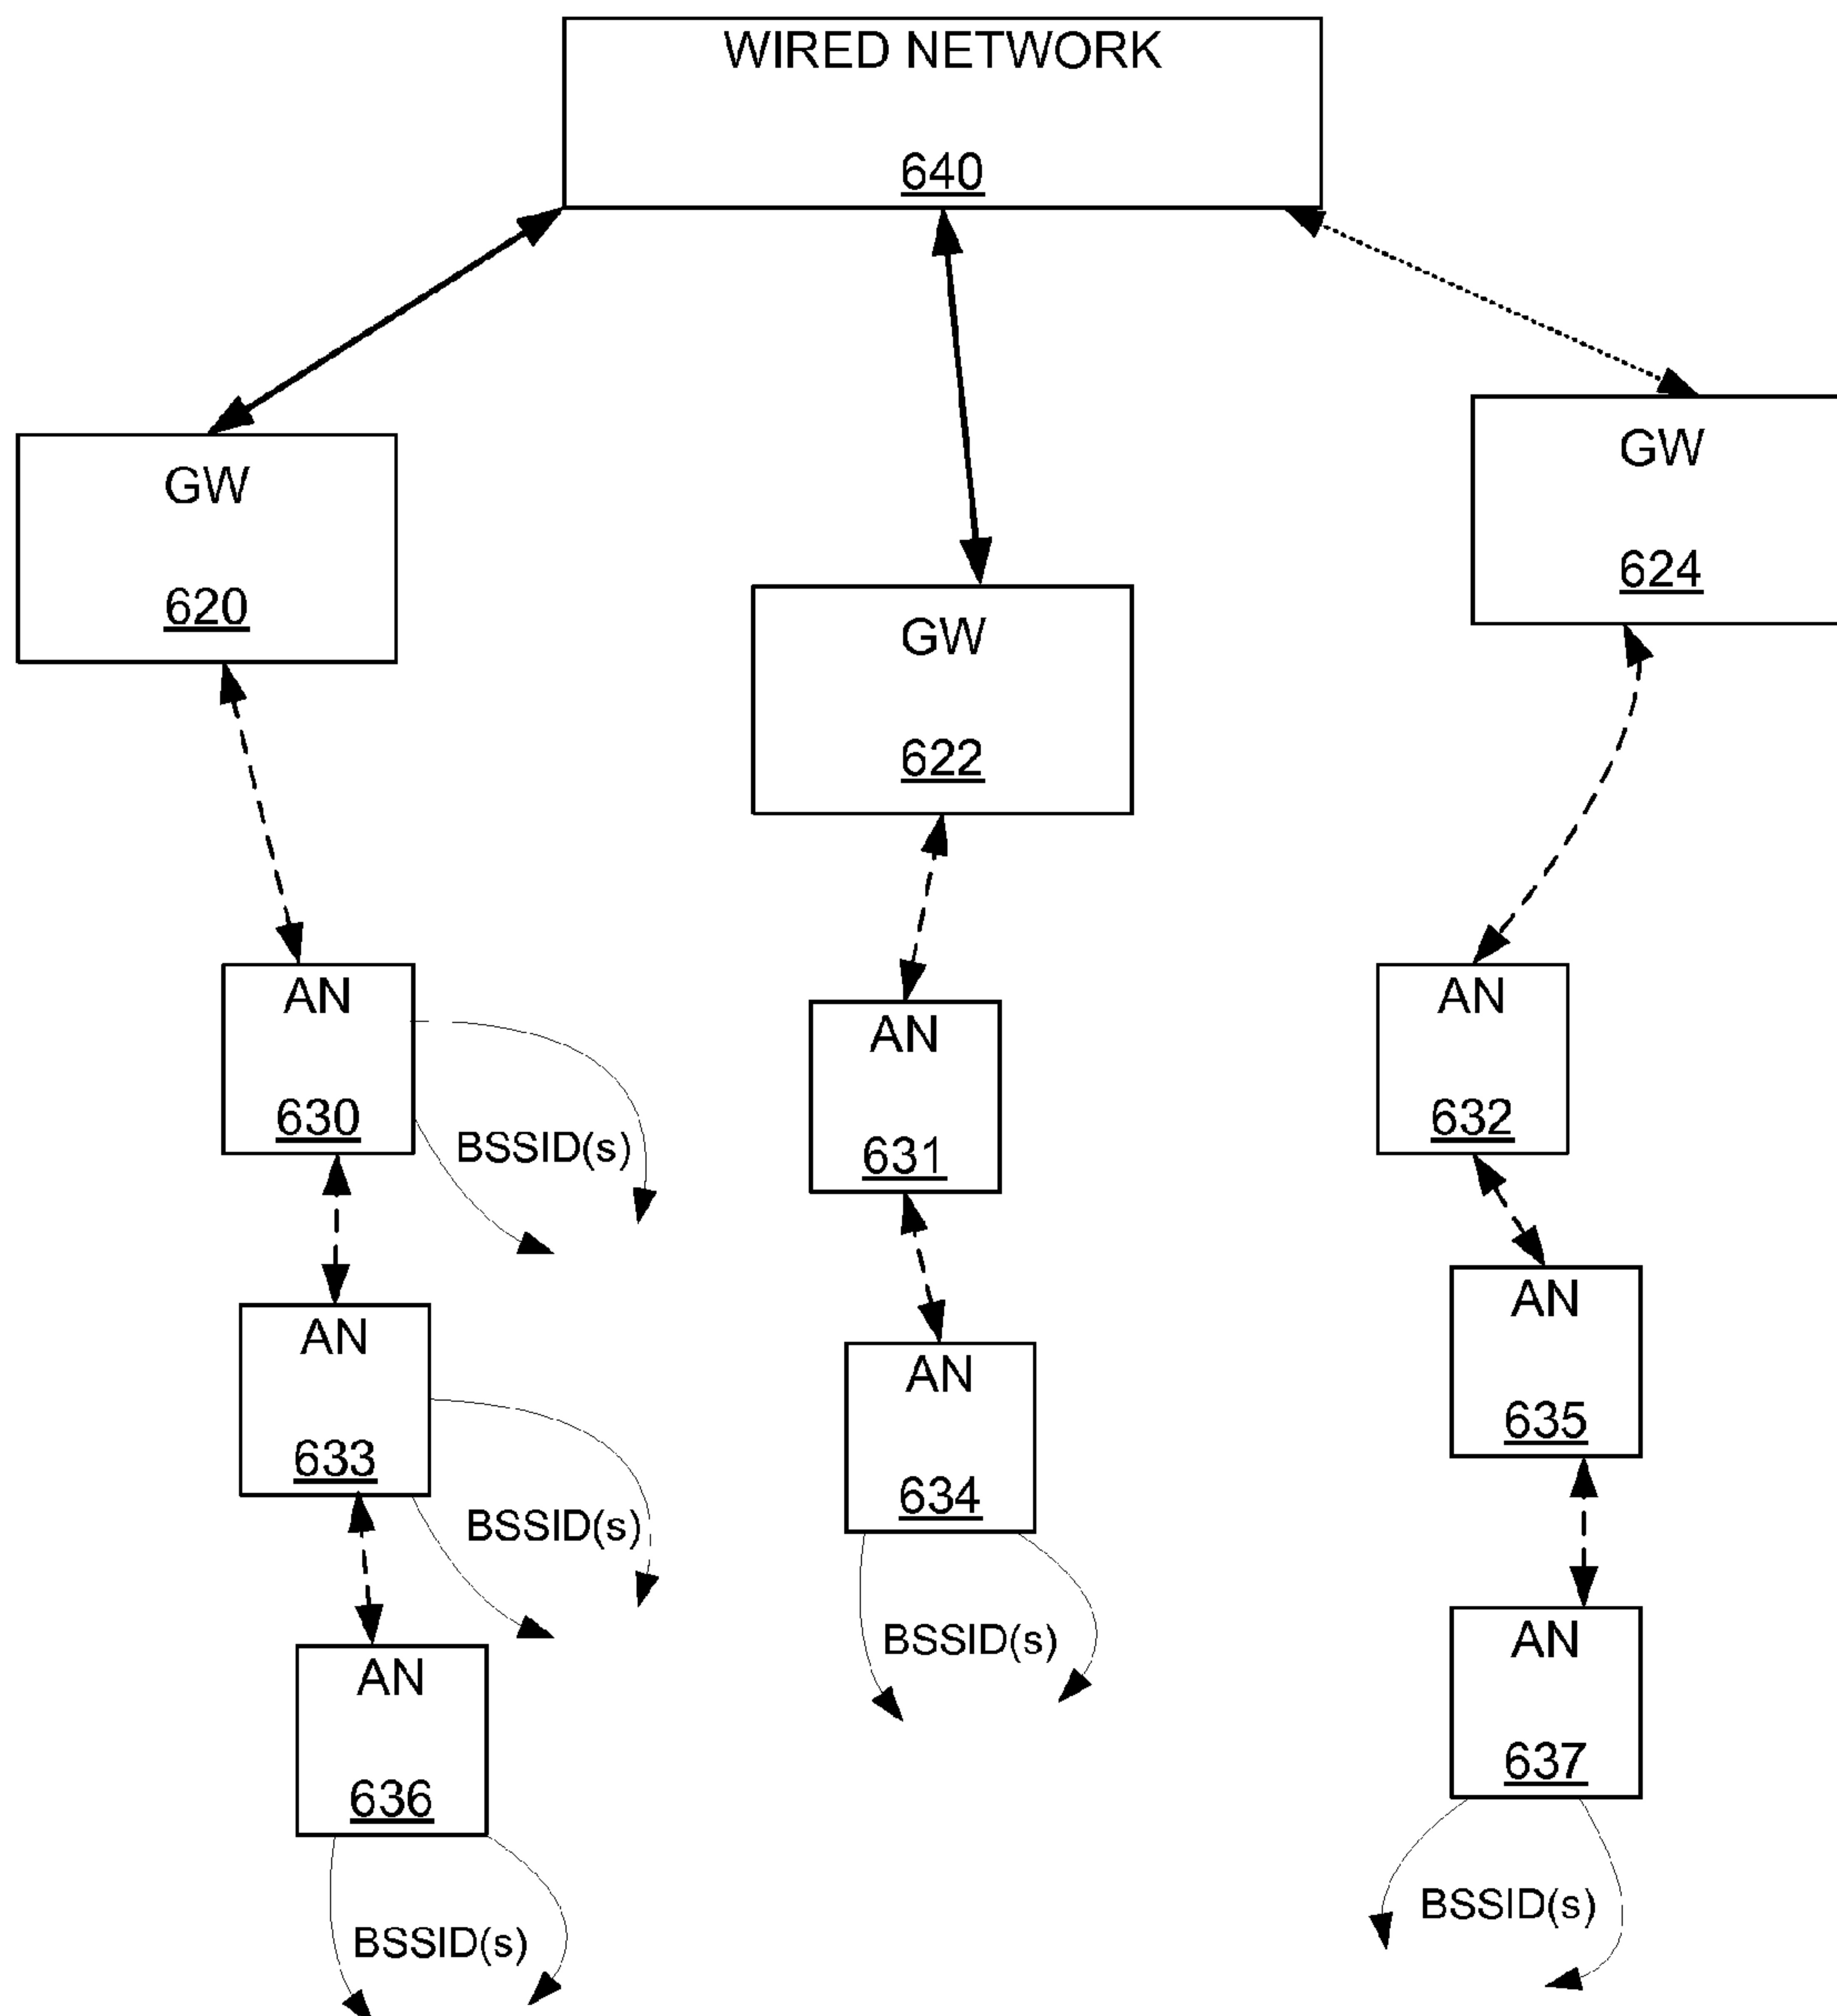 WIRED NETWORK
640
GW
620
GW
622
GW
624
AN
630
BSSID(s)
AN
631
AN
632
AN
633
BSSID(s)
AN
634
BSSID(s)
AN
635
AN
636
BSSID(s)
AN
637
BSSID(s)